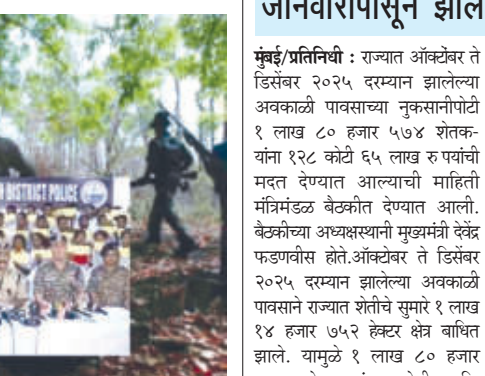 जानेवारीपासून झाल
मुंबई/प्रतिनिधी : राज्यात ऑक्टोंबर ते
डिसेंबर २०२५ दरम्यान झालेल्या
अवकाळी पावसाच्या नुकसानीपोटी
१ लाख ८० हजार ५७४ शेतक-
यांना १२८ कोटी ६५ लाख रु पयांची
मदत देण्यात आल्याची माहिती
मंत्रिमंडळ बैठकीत देण्यात आली.
बैठकीच्या अध्यक्षस्थानी मुख्यमंत्री देवेंद्र
फडणवीस होते.ऑक्टोबर ते डिसेंबर
२०२५ दरम्यान झालेल्या अवकाळी
पावसाने राज्यात शेतीचे सुमारे १ लाख
१४ हजार ७५२ हेक्टर क्षेत्र बाधित
झाले. यामुळे १ लाख ८० हजार
DISTRICT POLICE